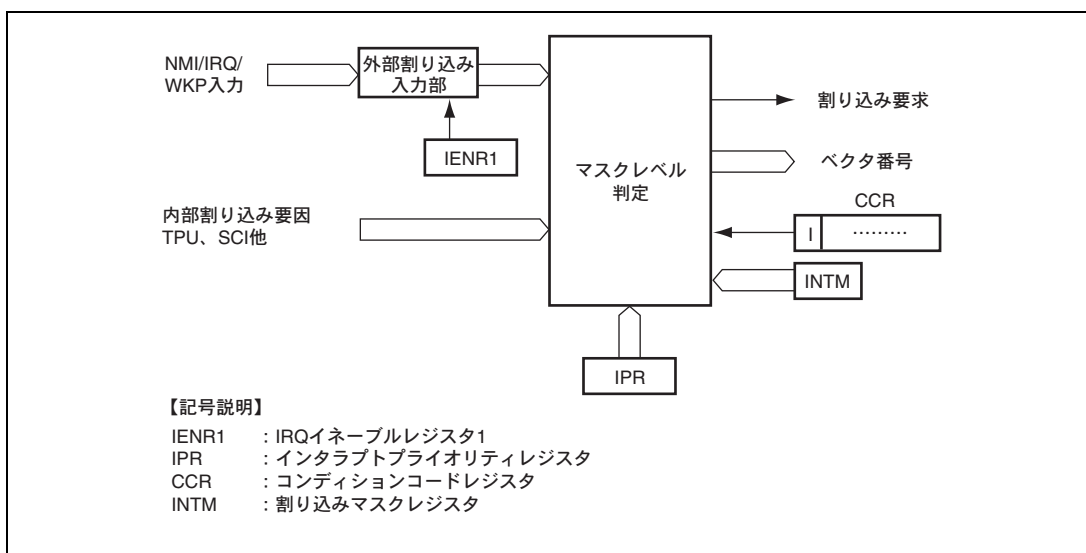 NMI/IRQ/
WKP入力
外部割り込み
入力部
IENR1
マスクレベル
判定
割り込み要求
ベクタ番号
CCR
I
………
INTM
内部割り込み要因
TPU、SCI他
IPR
【記号説明】
IENR1 : IRQイネーブルレジスタ1
IPR : インタラプトプライオリティレジスタ
CCR : コンディションコードレジスタ
INTM : 割り込みマスクレジスタ